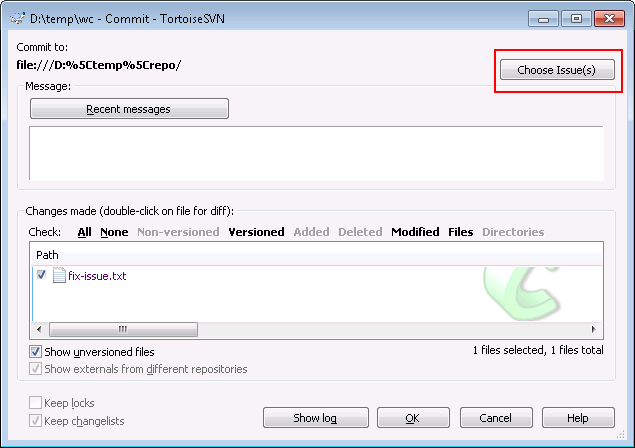 D:\temp\wc - Commit - TortoiseSVN
Commit to:
file:///D:%5Ctemp%5Crepo/
Choose Issue(s)
Message:
Recent messages
Changes made (double-click on file for diff):
Check: All None Non-versioned Versioned Added Deleted Modified Files Directories
Path
fix-issue.txt
Show unversioned files
1 files selected, 1 files total
Show externals from different repositories
Keep locks
Keep changelists
Show log OK Cancel Help